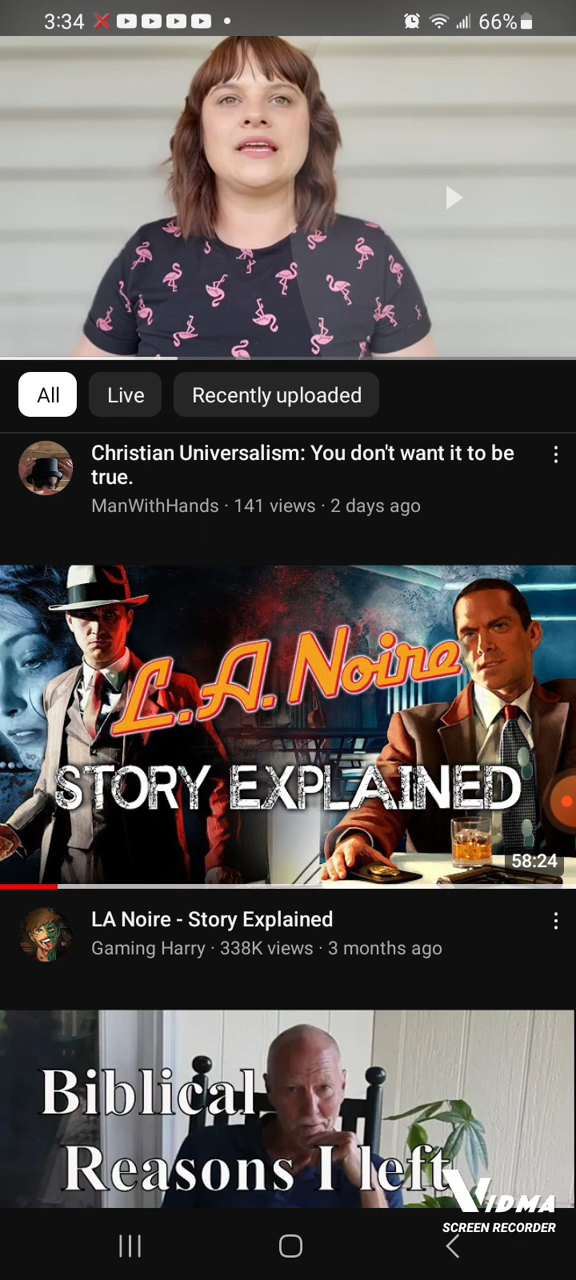 3:34
66%
All
Live
Recently uploaded
Christian Universalism: You don't want it to be
true.
ManWithHands · 141 views · 2 days ago
L.A. Noire
STORY EXPLAINED
58:24
LA Noire - Story Explained
Gaming Harry · 338K views · 3 months ago
Biblical
Reasons I left
VIDMA
SCREEN RECORDER